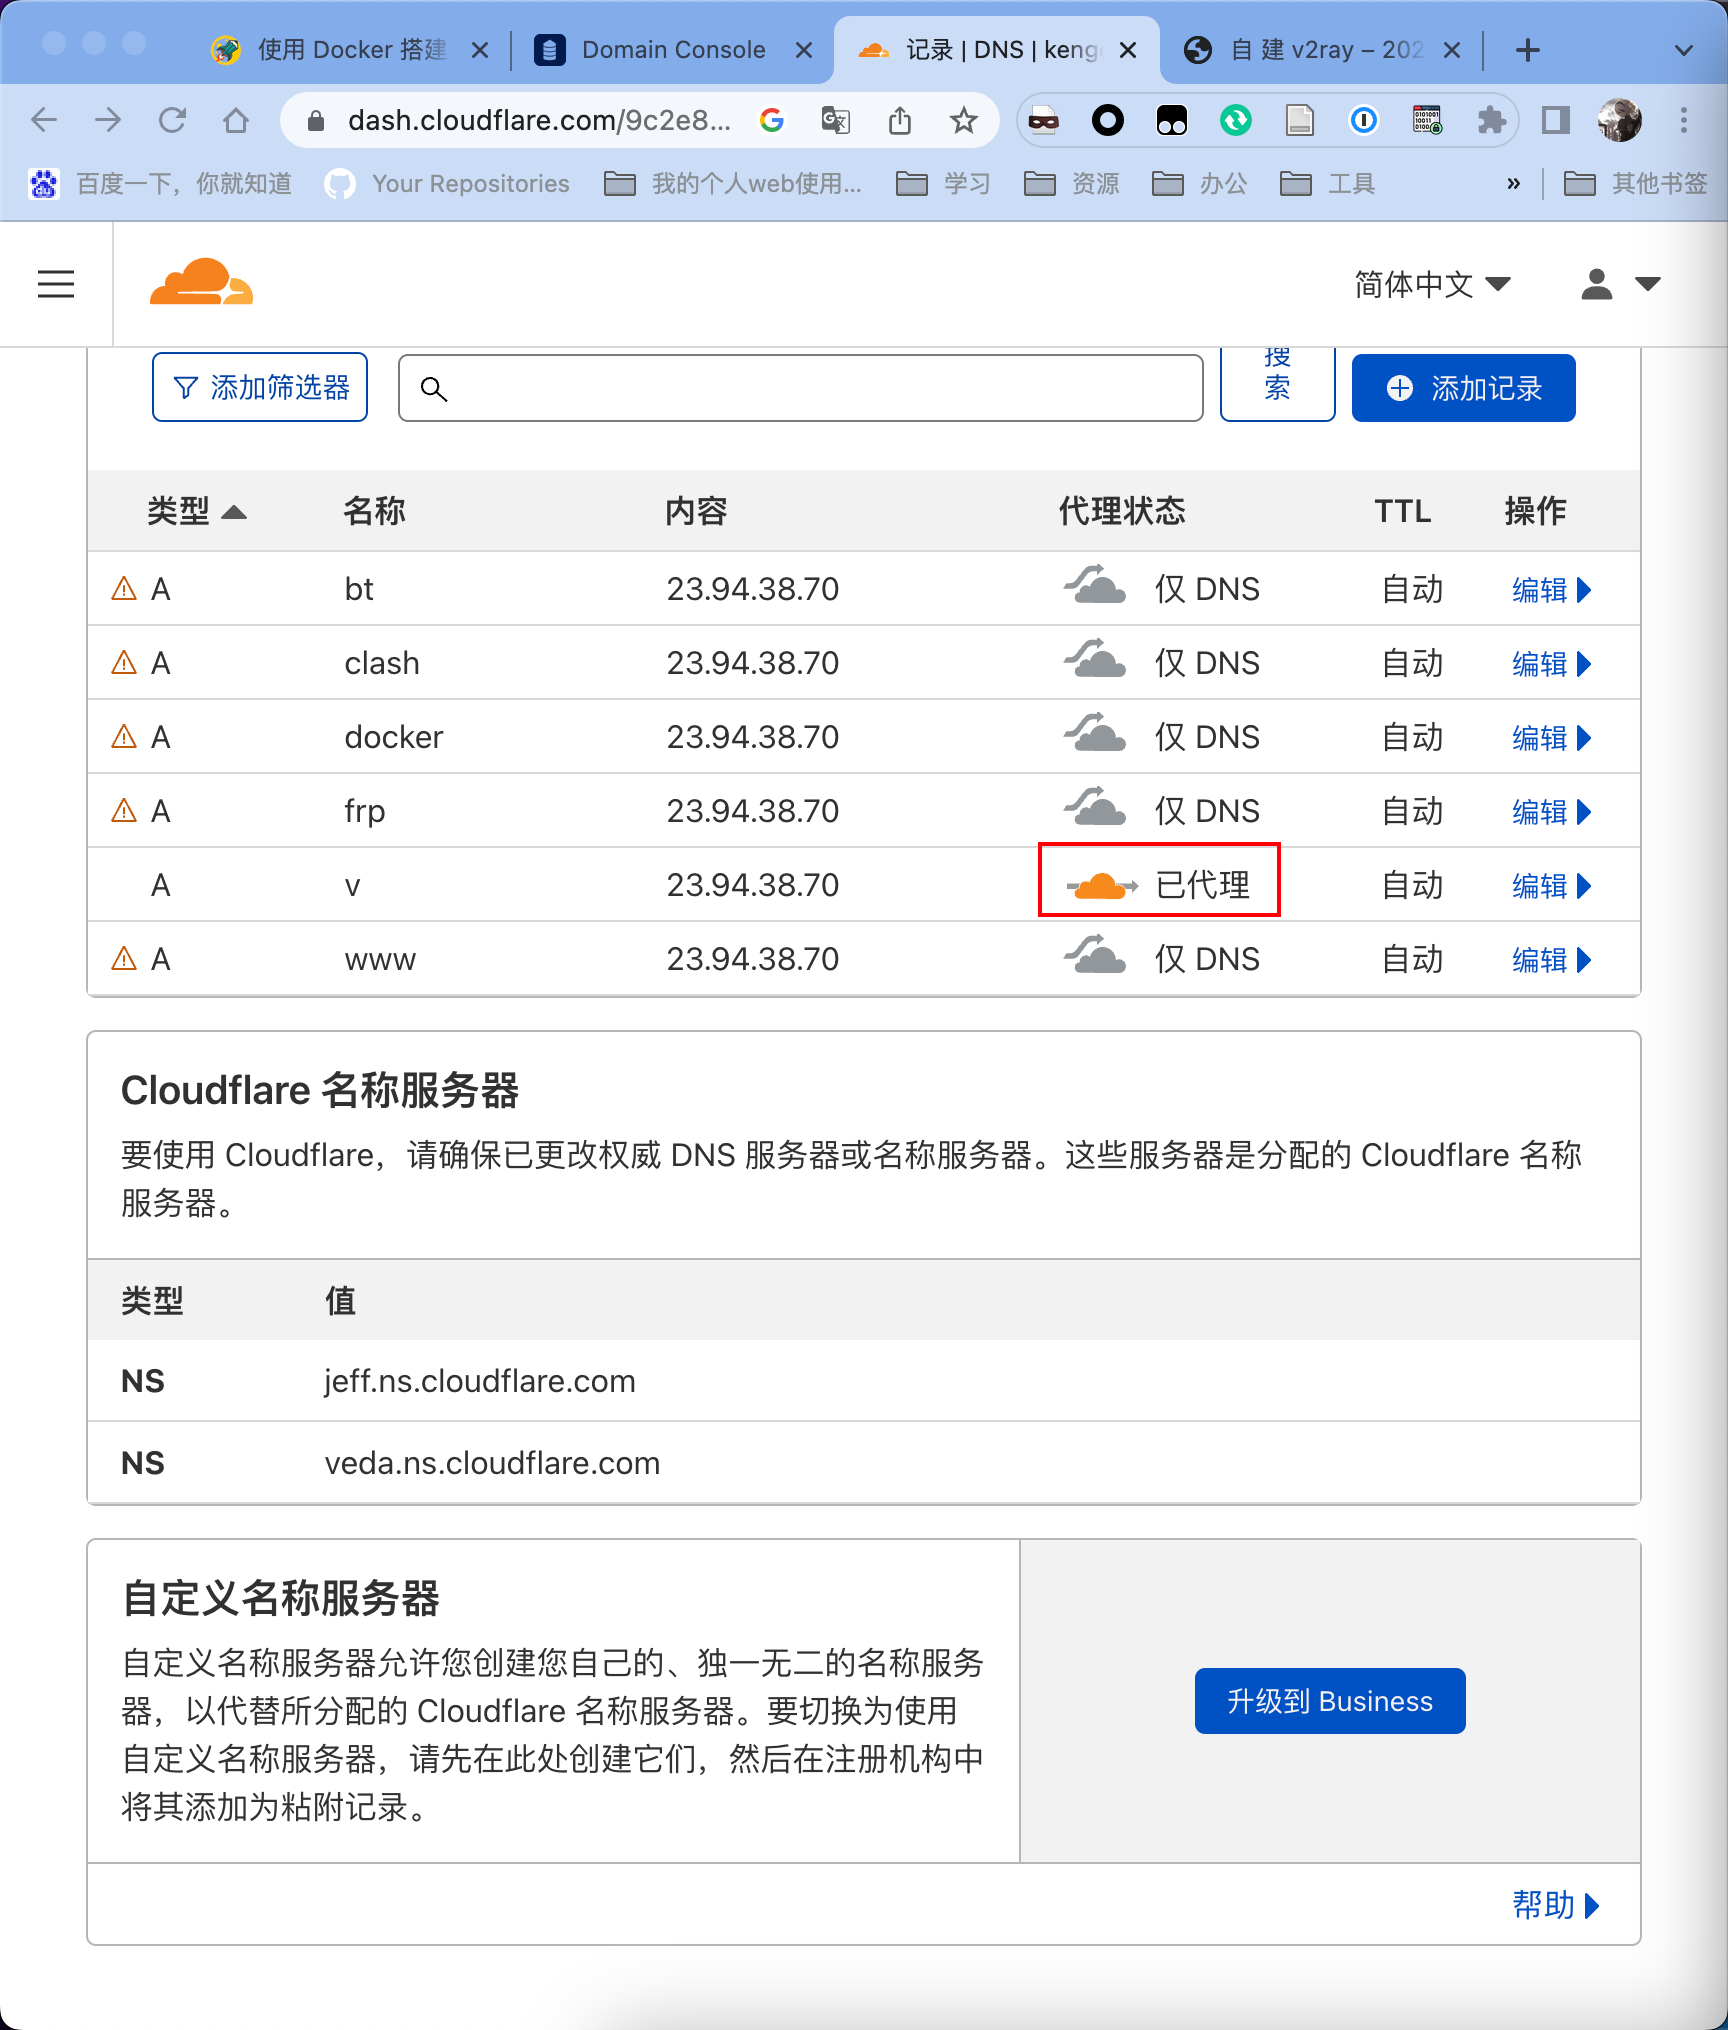 使用 Docker 搭建
Domain Console
记录 | DNS | keng
自 建 v2ray – 202
dash.cloudflare.com/9c2e8...
百度一下，你就知道
Your Repositories
我的个人web使用...
学习
资源
办公
工具
»
其他书签
简体中文
添加筛选器
搜
索
添加记录
类型 名称 内容 代理状态 TTL 操作
A bt 23.94.38.70 仅 DNS 自动 编辑
A clash 23.94.38.70 仅 DNS 自动 编辑
A docker 23.94.38.70 仅 DNS 自动 编辑
A frp 23.94.38.70 仅 DNS 自动 编辑
A v 23.94.38.70 已代理 自动 编辑
A www 23.94.38.70 仅 DNS 自动 编辑
Cloudflare 名称服务器
要使用 Cloudflare，请确保已更改权威 DNS 服务器或名称服务器。这些服务器是分配的 Cloudflare 名称
服务器。
类型 值
NS jeff.ns.cloudflare.com
NS veda.ns.cloudflare.com
自定义名称服务器
自定义名称服务器允许您创建您自己的、独一无二的名称服务
器，以代替所分配的 Cloudflare 名称服务器。要切换为使用
自定义名称服务器，请先在此处创建它们，然后在注册机构中
将其添加为粘附记录。
升级到 Business
帮助